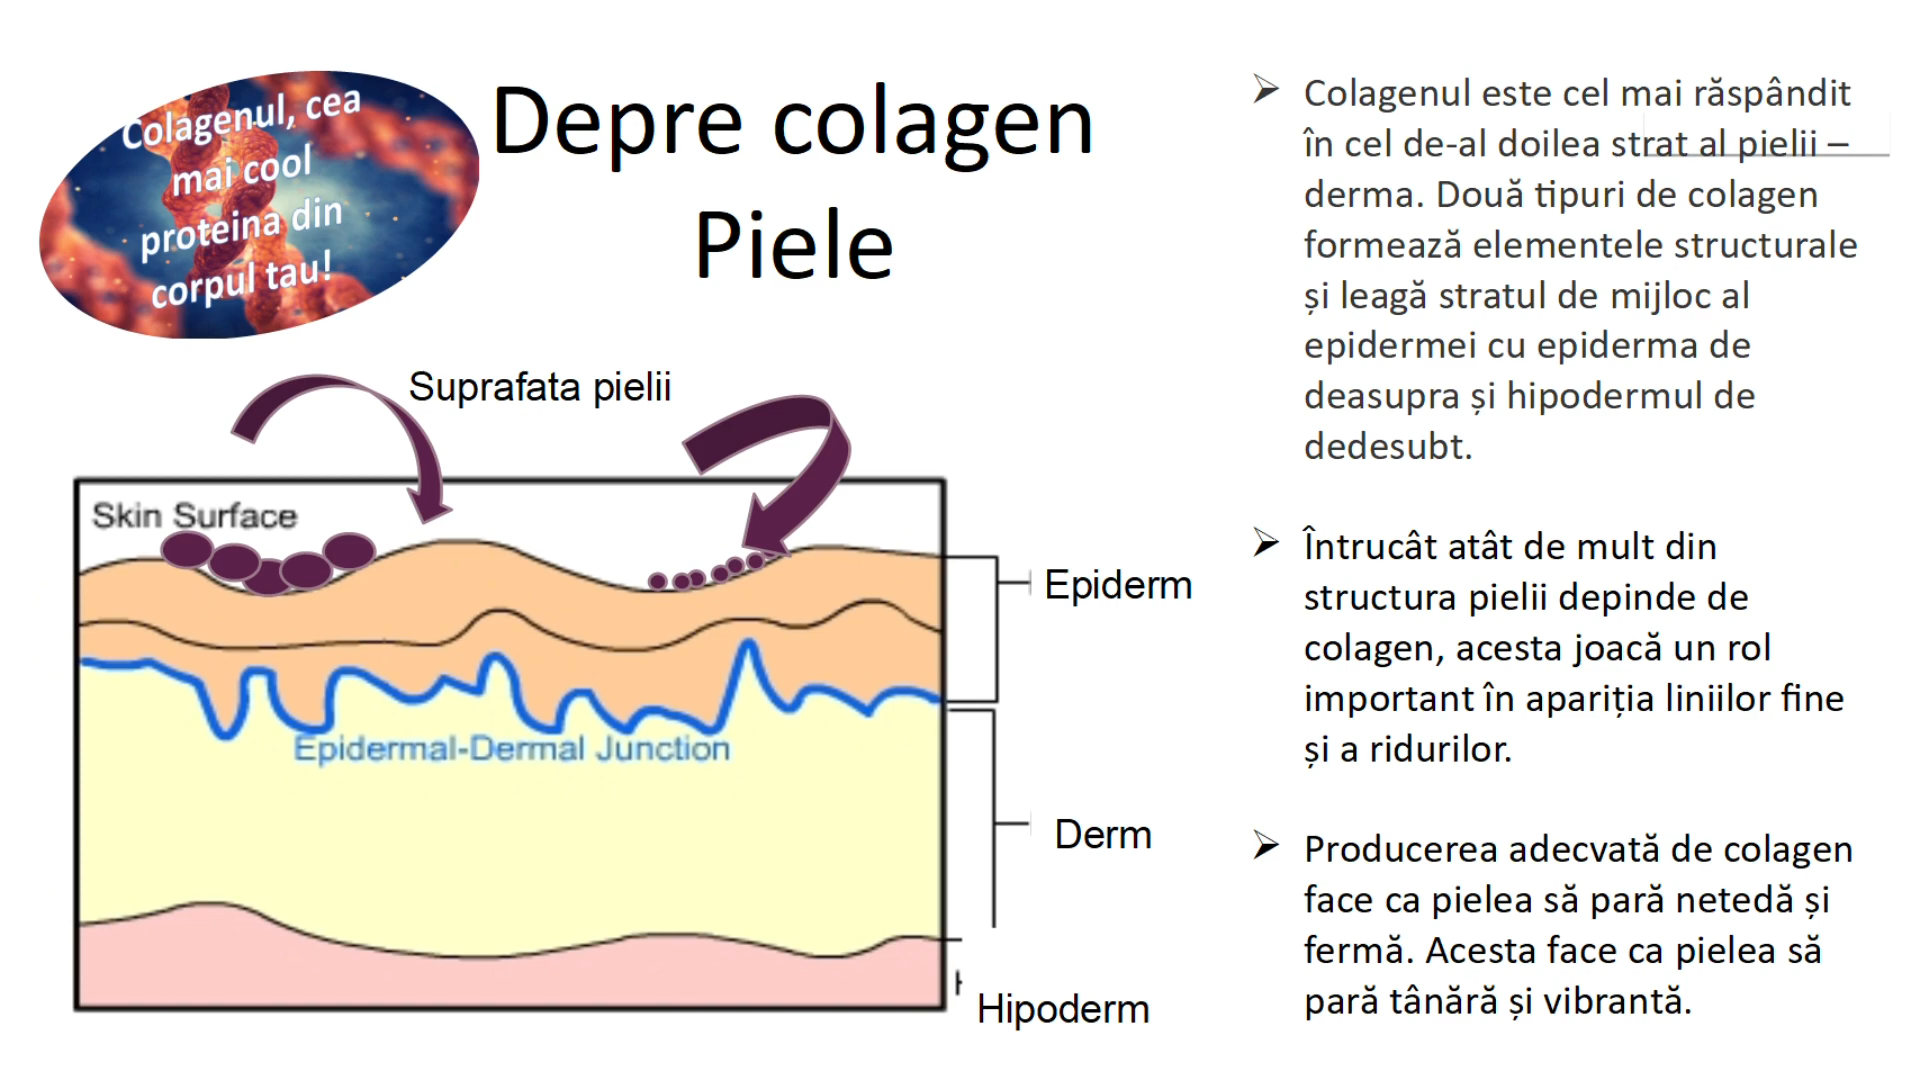 Colagenul, cea
mai cool
proteina din
corpul tau!
Depre colagen
Piele
Suprafata pielii
Skin Surface
Epidermal-Dermal Junction
Epiderm
Derm
Hipoderm
➢ Colagenul este cel mai răspândit
în cel de-al doilea strat al pielii –
derma. Două tipuri de colagen
formează elementele structurale
și leagă stratul de mijloc al
epidermei cu epiderma de
deasupra și hipodermul de
dedesubt.
➢ Întrucât atât de mult din
structura pielii depinde de
colagen, acesta joacă un rol
important în apariția liniilor fine
și a ridurilor.
➢ Producerea adecvată de colagen
face ca pielea să pară netedă și
fermă. Acesta face ca pielea să
pară tânără și vibrantă.